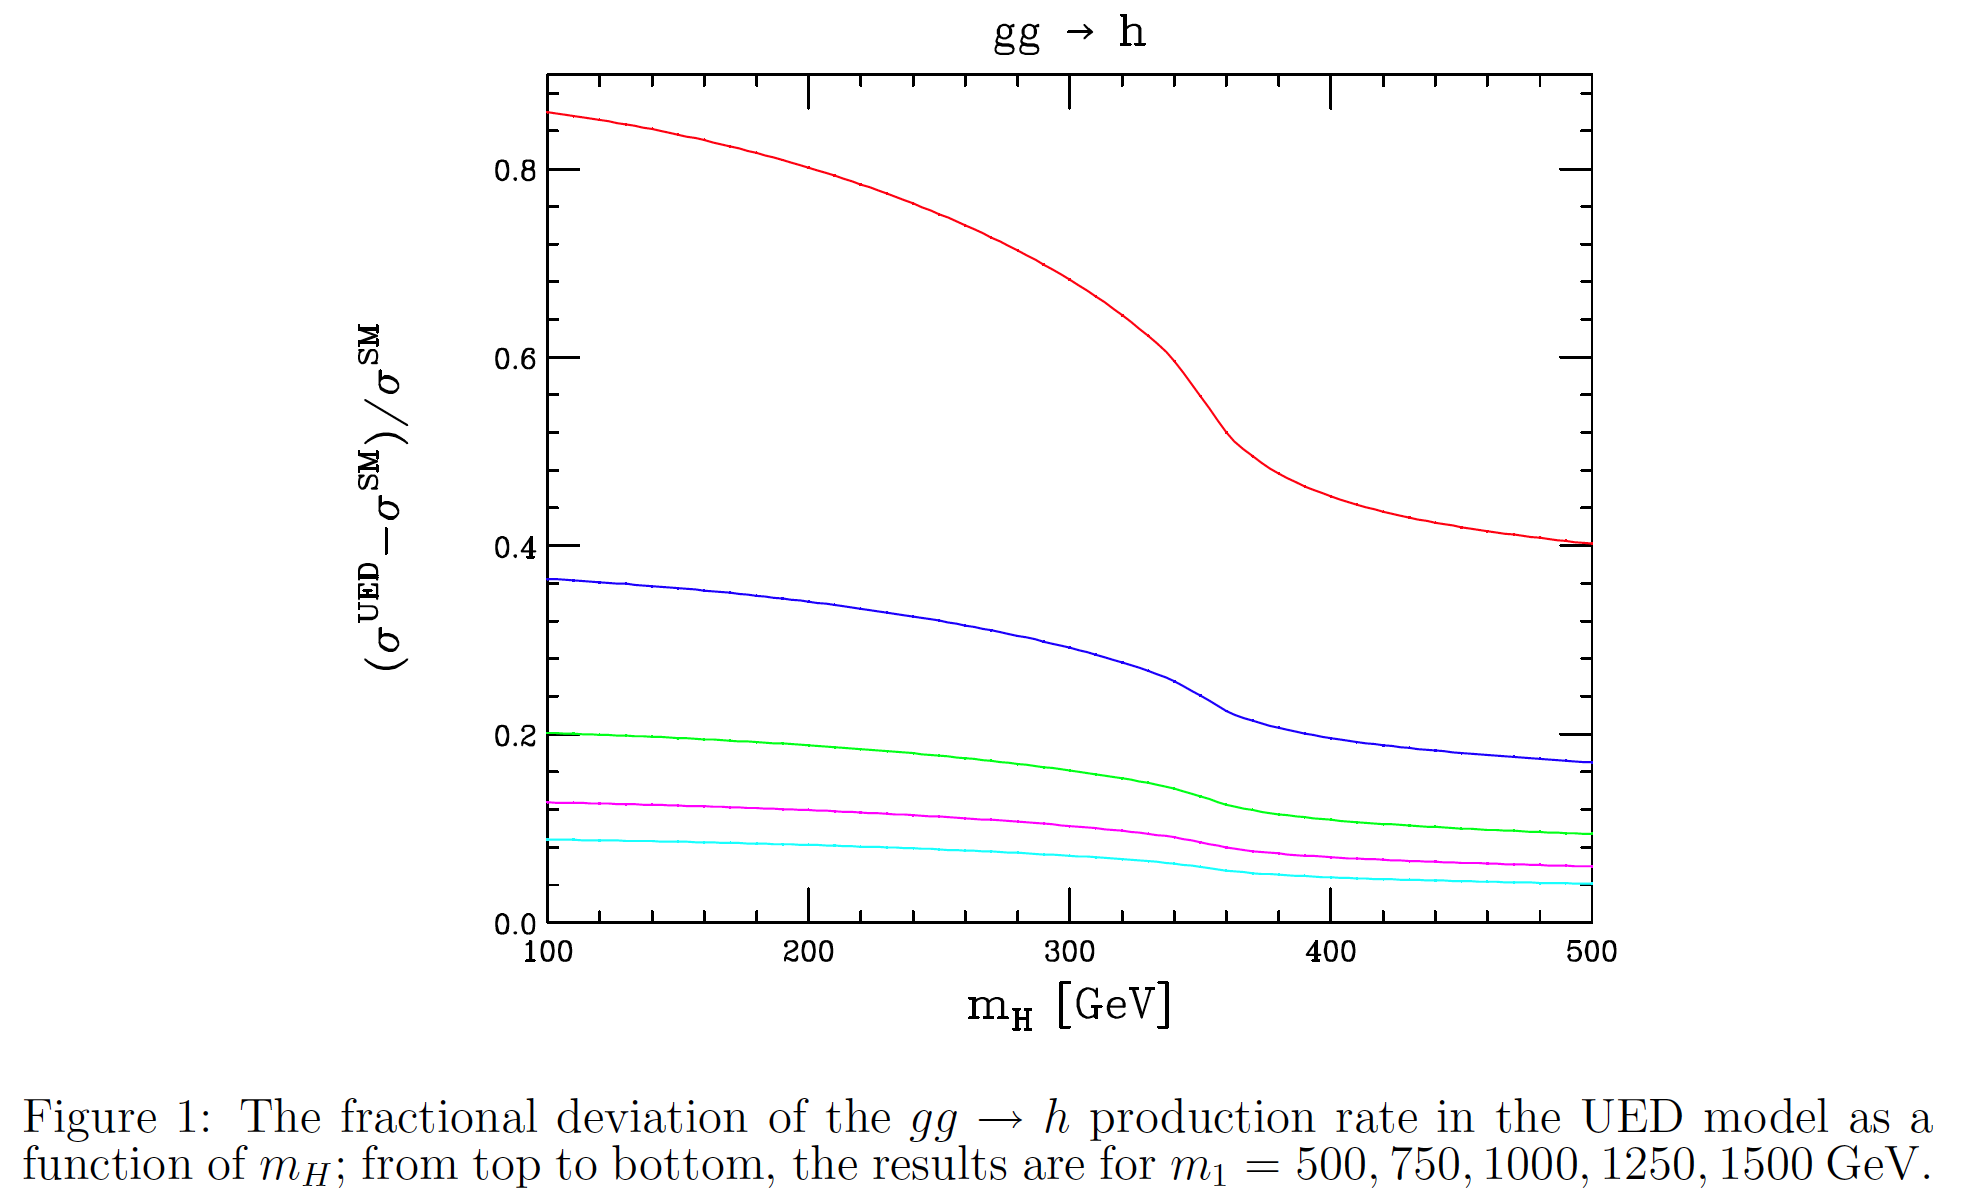 gg → h
0.8
0.6
0.4
0.2
0.0
(σ^UED − σ^SM)/σ^SM
100 200 300 400 500
m_H [GeV]
Figure 1: The fractional deviation of the gg → h production rate in the UED model as a
function of m_H; from top to bottom, the results are for m_1 = 500, 750, 1000, 1250, 1500 GeV.